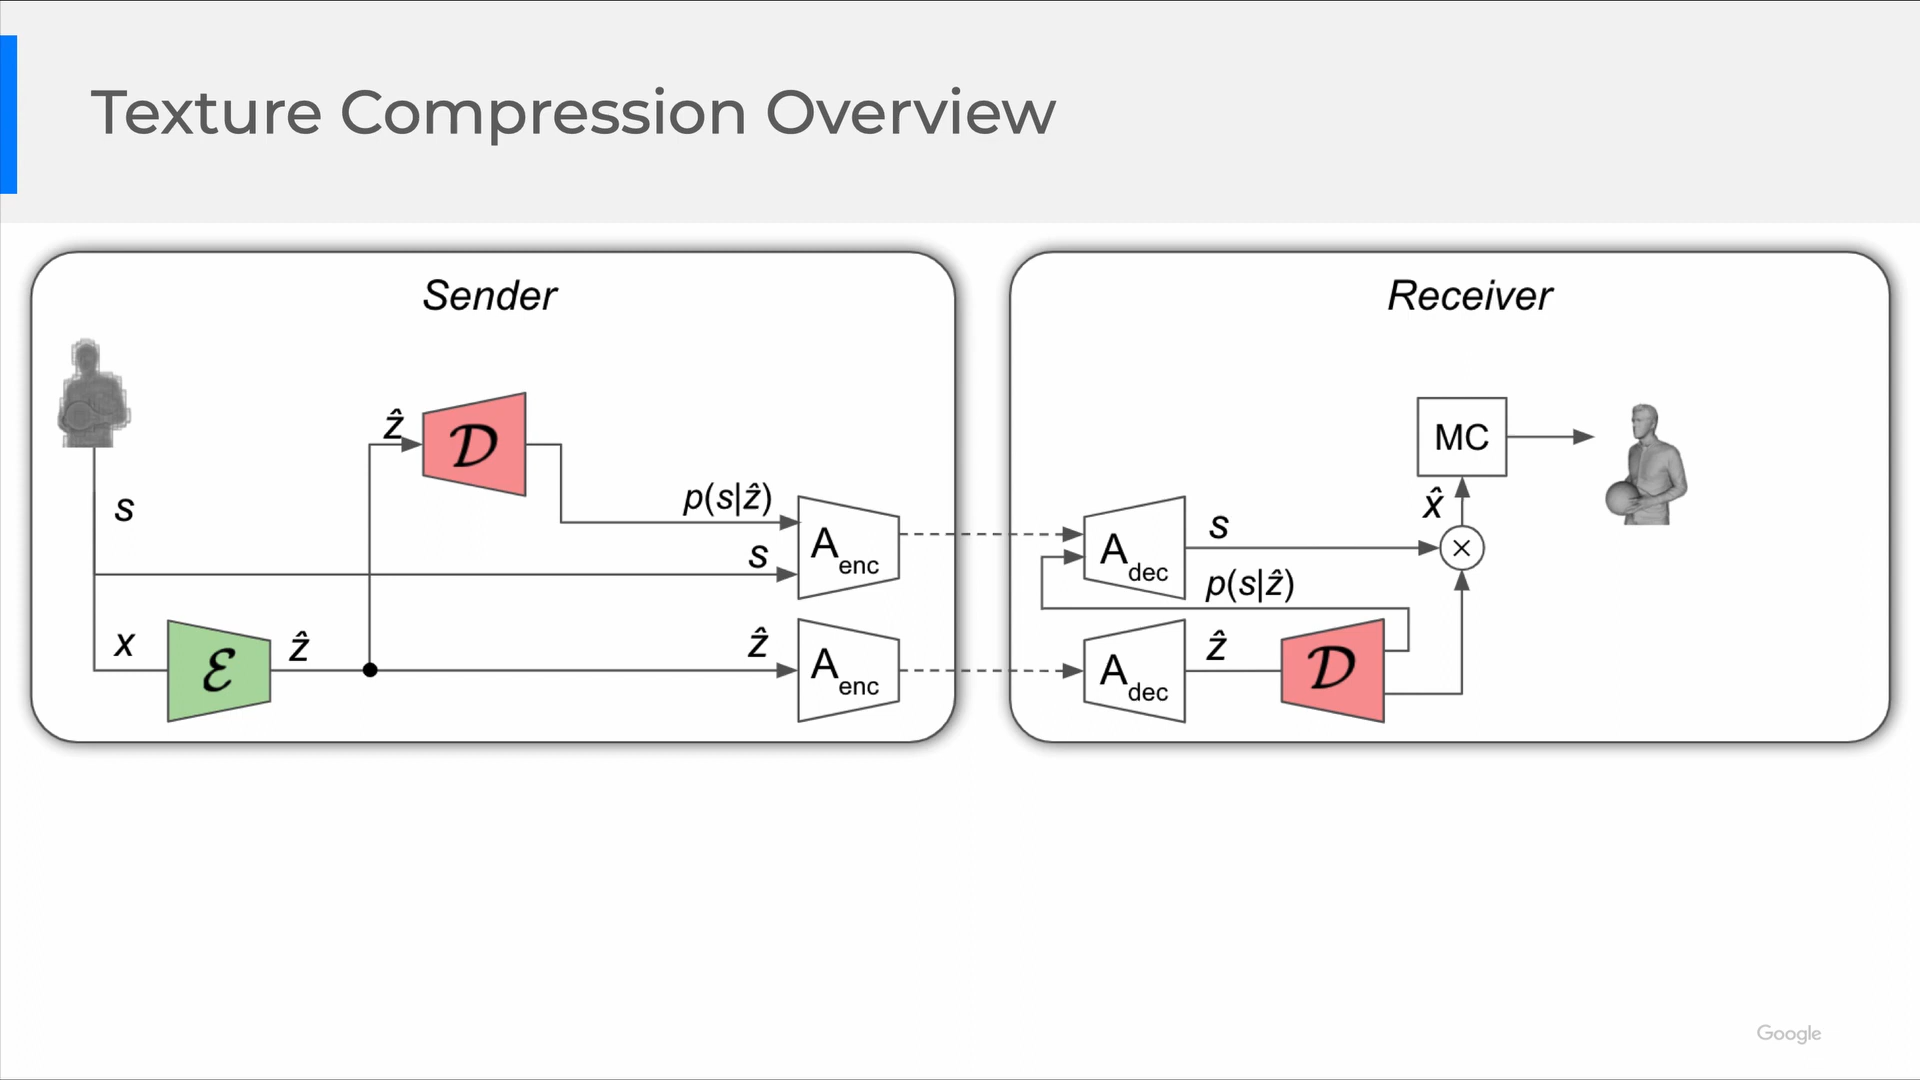 Texture Compression Overview
Sender
s
x
ℰ
ẑ
ẑ
𝒟
p(s|ẑ)
s
A enc
ẑ
A enc
Receiver
A dec
s
p(s|ẑ)
A dec
ẑ
𝒟
MC
x̂
×
Google